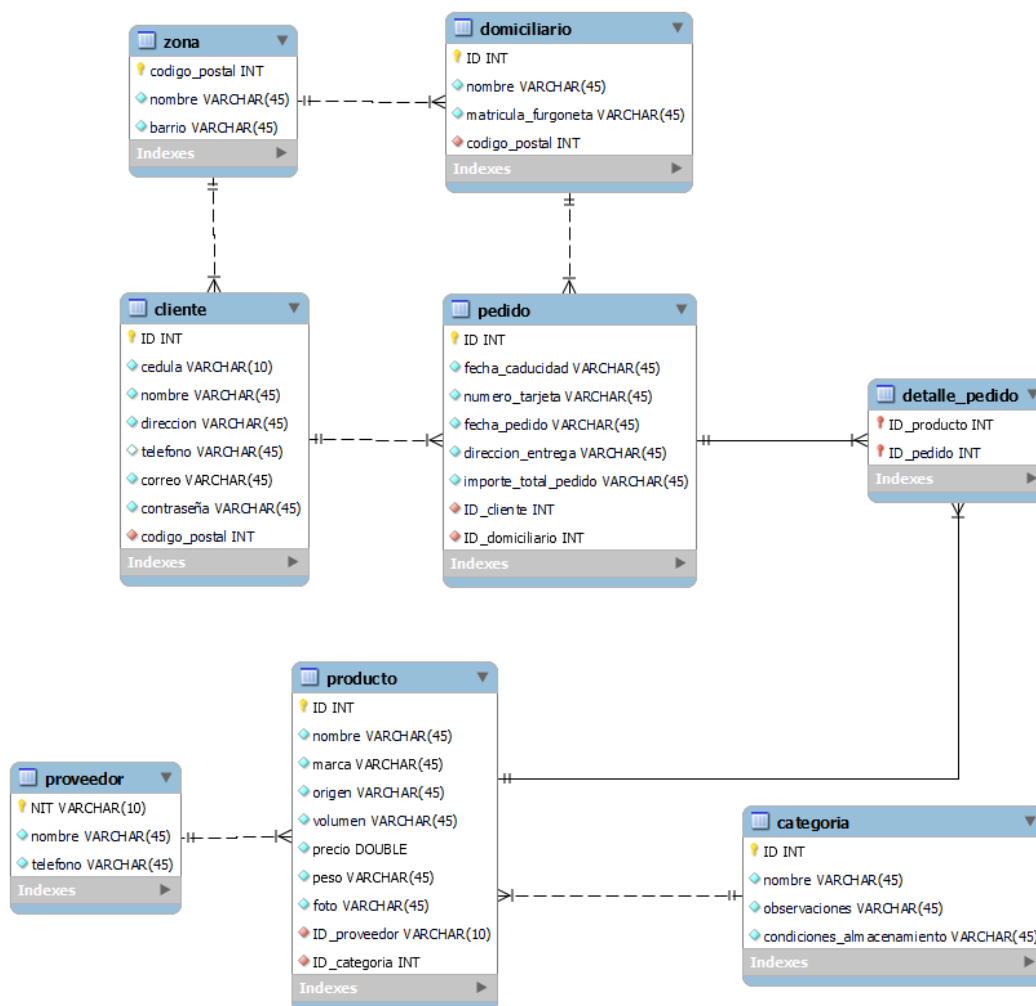 zona
codigo_postal INT
nombre VARCHAR(45)
barrio VARCHAR(45)
Indexes
domiciliario
ID INT
nombre VARCHAR(45)
matricula_furgoneta VARCHAR(45)
codigo_postal INT
Indexes
cliente
ID INT
cedula VARCHAR(10)
nombre VARCHAR(45)
direccion VARCHAR(45)
telefono VARCHAR(45)
correo VARCHAR(45)
contraseña VARCHAR(45)
codigo_postal INT
Indexes
pedido
ID INT
fecha_caducidad VARCHAR(45)
numero_tarjeta VARCHAR(45)
fecha_pedido VARCHAR(45)
direccion_entrega VARCHAR(45)
importe_total_pedido VARCHAR(45)
ID_cliente INT
ID_domiciliario INT
Indexes
detalle_pedido
ID_producto INT
ID_pedido INT
Indexes
producto
ID INT
nombre VARCHAR(45)
marca VARCHAR(45)
origen VARCHAR(45)
volumen VARCHAR(45)
precio DOUBLE
peso VARCHAR(45)
foto VARCHAR(45)
ID_proveedor VARCHAR(10)
ID_categoria INT
Indexes
proveedor
NIT VARCHAR(10)
nombre VARCHAR(45)
telefono VARCHAR(45)
Indexes
categoria
ID INT
nombre VARCHAR(45)
observaciones VARCHAR(45)
condiciones_almacenamiento VARCHAR(45)
Indexes